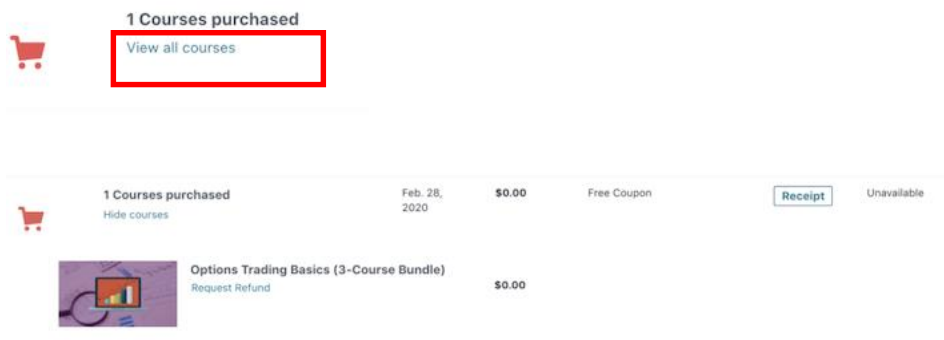 1 Courses purchased
View all courses
1 Courses purchased
Feb. 28,
2020
$0.00
Free Coupon
Receipt
Unavailable
Hide courses
Options Trading Basics (3-Course Bundle)
Request Refund
$0.00